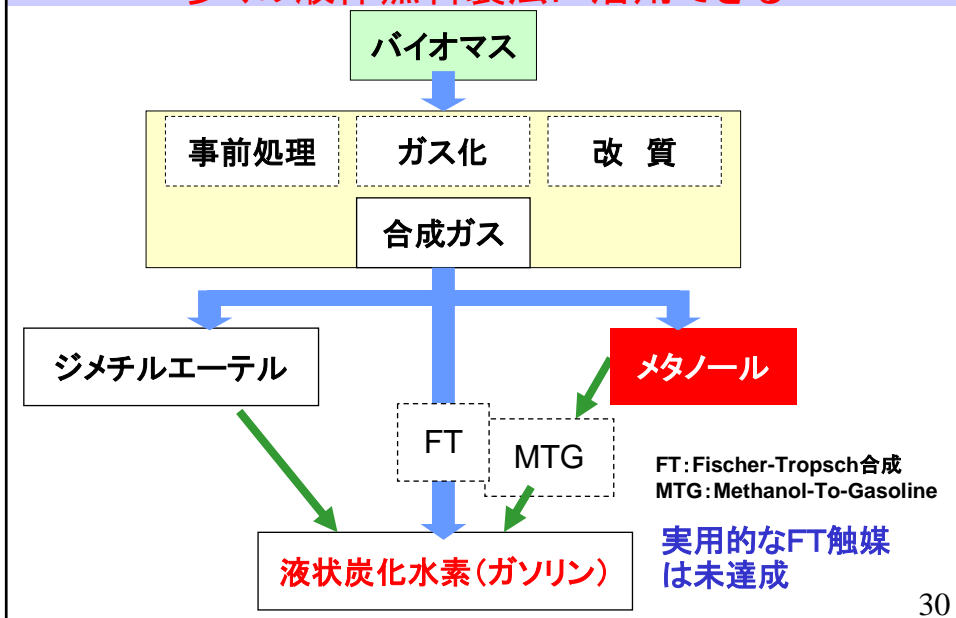 バイオマス
事前処理
ガス化
改 質
合成ガス
ジメチルエーテル
メタノール
FT
MTG
FT:Fischer-Tropsch合成
MTG:Methanol-To-Gasoline
実用的なFT触媒
は未達成
液状炭化水素(ガソリン)
30